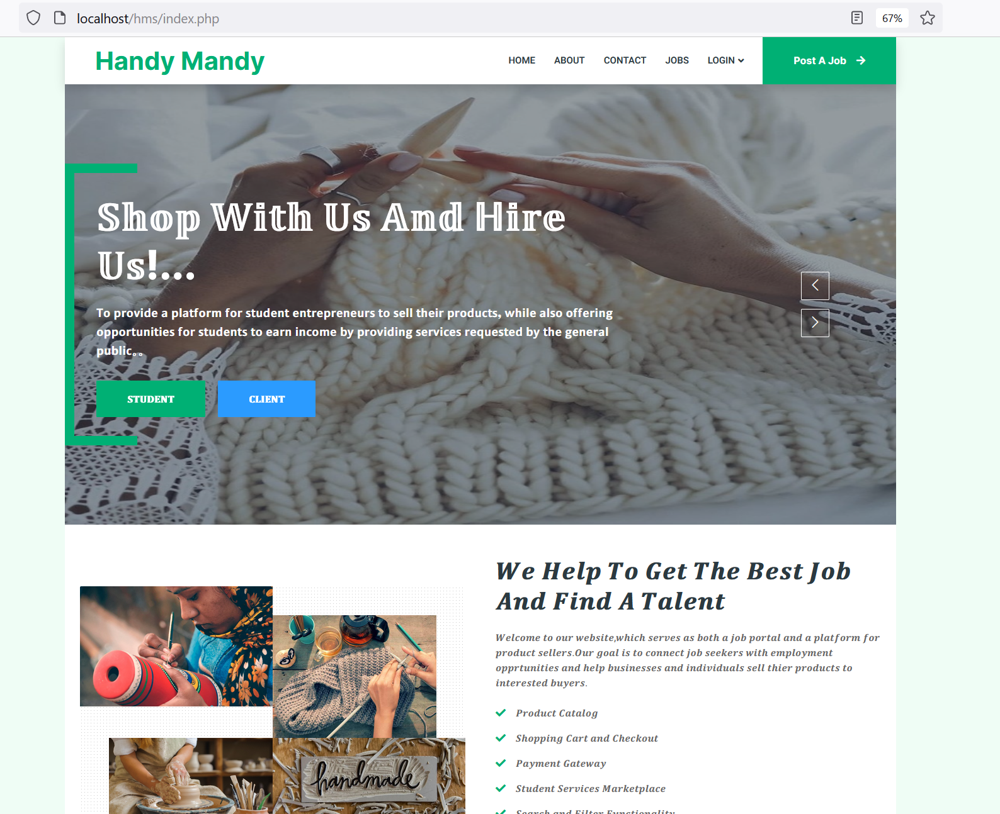 localhost/hms/index.php
67%
Handy Mandy
HOME ABOUT CONTACT JOBS LOGIN
Post A Job
Shop With Us And Hire
Us!...
To provide a platform for student entrepreneurs to sell their products, while also offering
opportunities for students to earn income by providing services requested by the general
public。。
STUDENT
CLIENT
We Help To Get The Best Job
And Find A Talent
Welcome to our website,which serves as both a job portal and a platform for
product sellers.Our goal is to connect job seekers with employment
opprtunities and help businesses and individuals sell thier products to
interested buyers.
Product Catalog
Shopping Cart and Checkout
Payment Gateway
Student Services Marketplace
Search and Filter Functionality
handmade